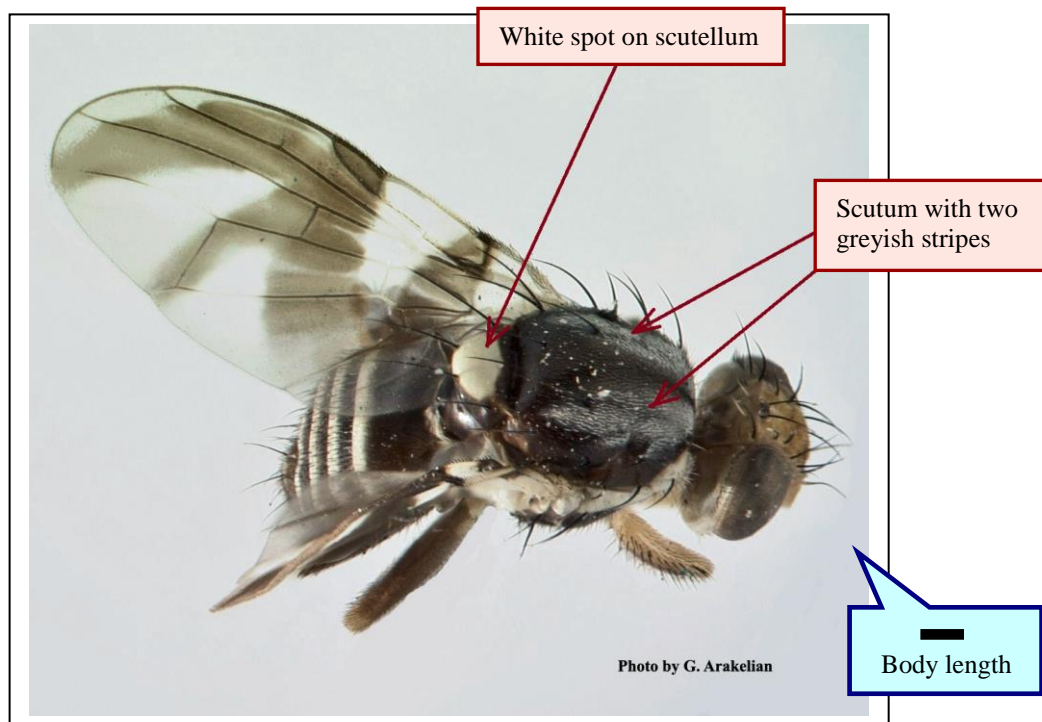 White spot on scutellum
Scutum with two
greyish stripes
Body length
Photo by G. Arakelian